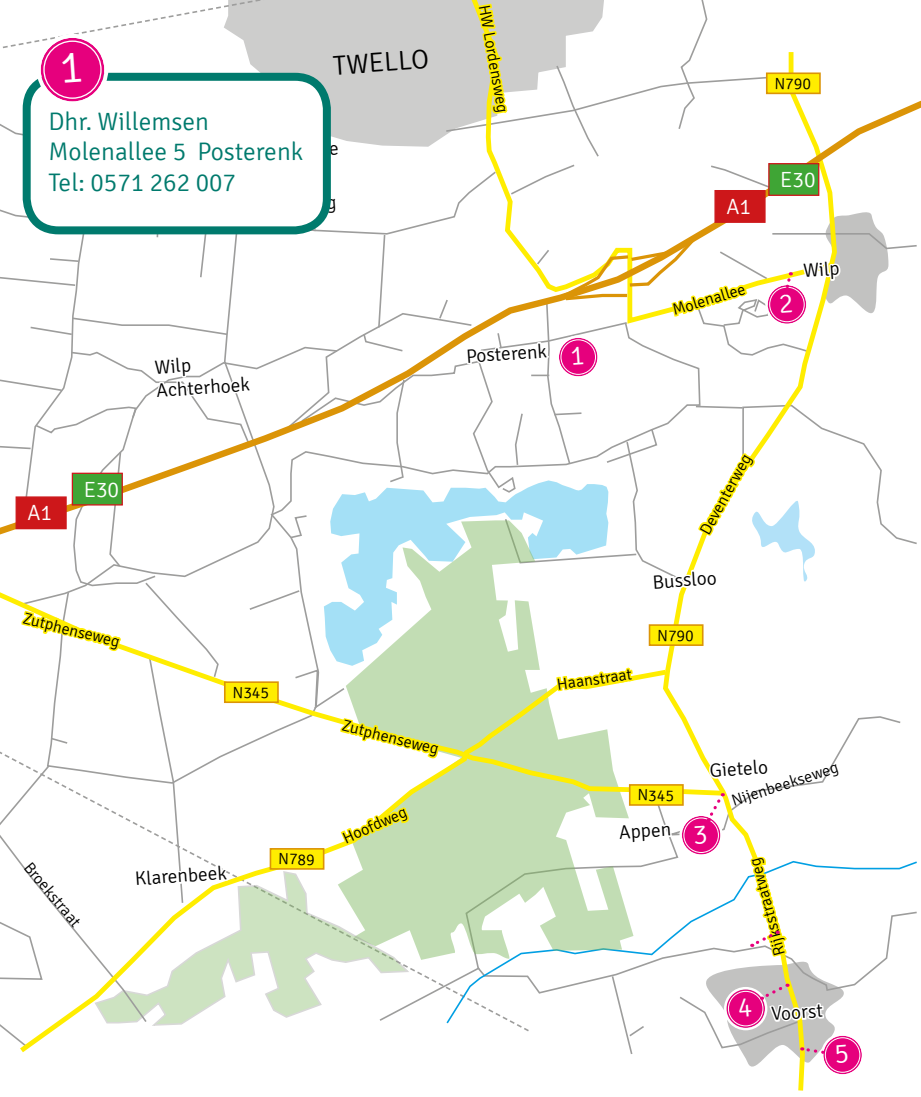 1
Dhr. Willemsen
Molenallee 5 Posterenk
Tel: 0571 262 007
TWELLO
HW Lordensweg
N790
e
g
E30
A1
Wilp
Molenallee
2
Posterenk
1
Wilp
Achterhoek
E30
A1
Deventerweg
Bussloo
N790
Zutphenseweg
Haanstraat
N345
Zutphenseweg
Gietelo
Nijenbeekseweg
N345
Hoofdweg
Appen
3
N789
Klarenbeek
Broekstraat
Rijksstraatweg
4
Voorst
5